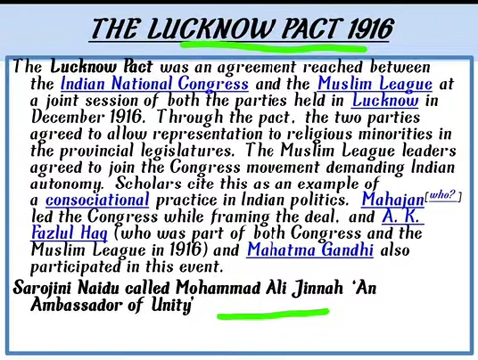 THE LUCKNOW PACT 1916
The Lucknow Pact was an agreement reached between
the Indian National Congress and the Muslim League at
a joint session of both the parties held in Lucknow in
December 1916. Through the pact, the two parties
agreed to allow representation to religious minorities in
the provincial legislatures. The Muslim League leaders
agreed to join the Congress movement demanding Indian
autonomy. Scholars cite this as an example of
a consociational practice in Indian politics. Mahajan[who?]
led the Congress while framing the deal, and A. K.
Fazlul Haq (who was part of both Congress and the
Muslim League in 1916) and Mahatma Gandhi also
participated in this event.
Sarojini Naidu called Mohammad Ali Jinnah ‘An
Ambassador of Unity’